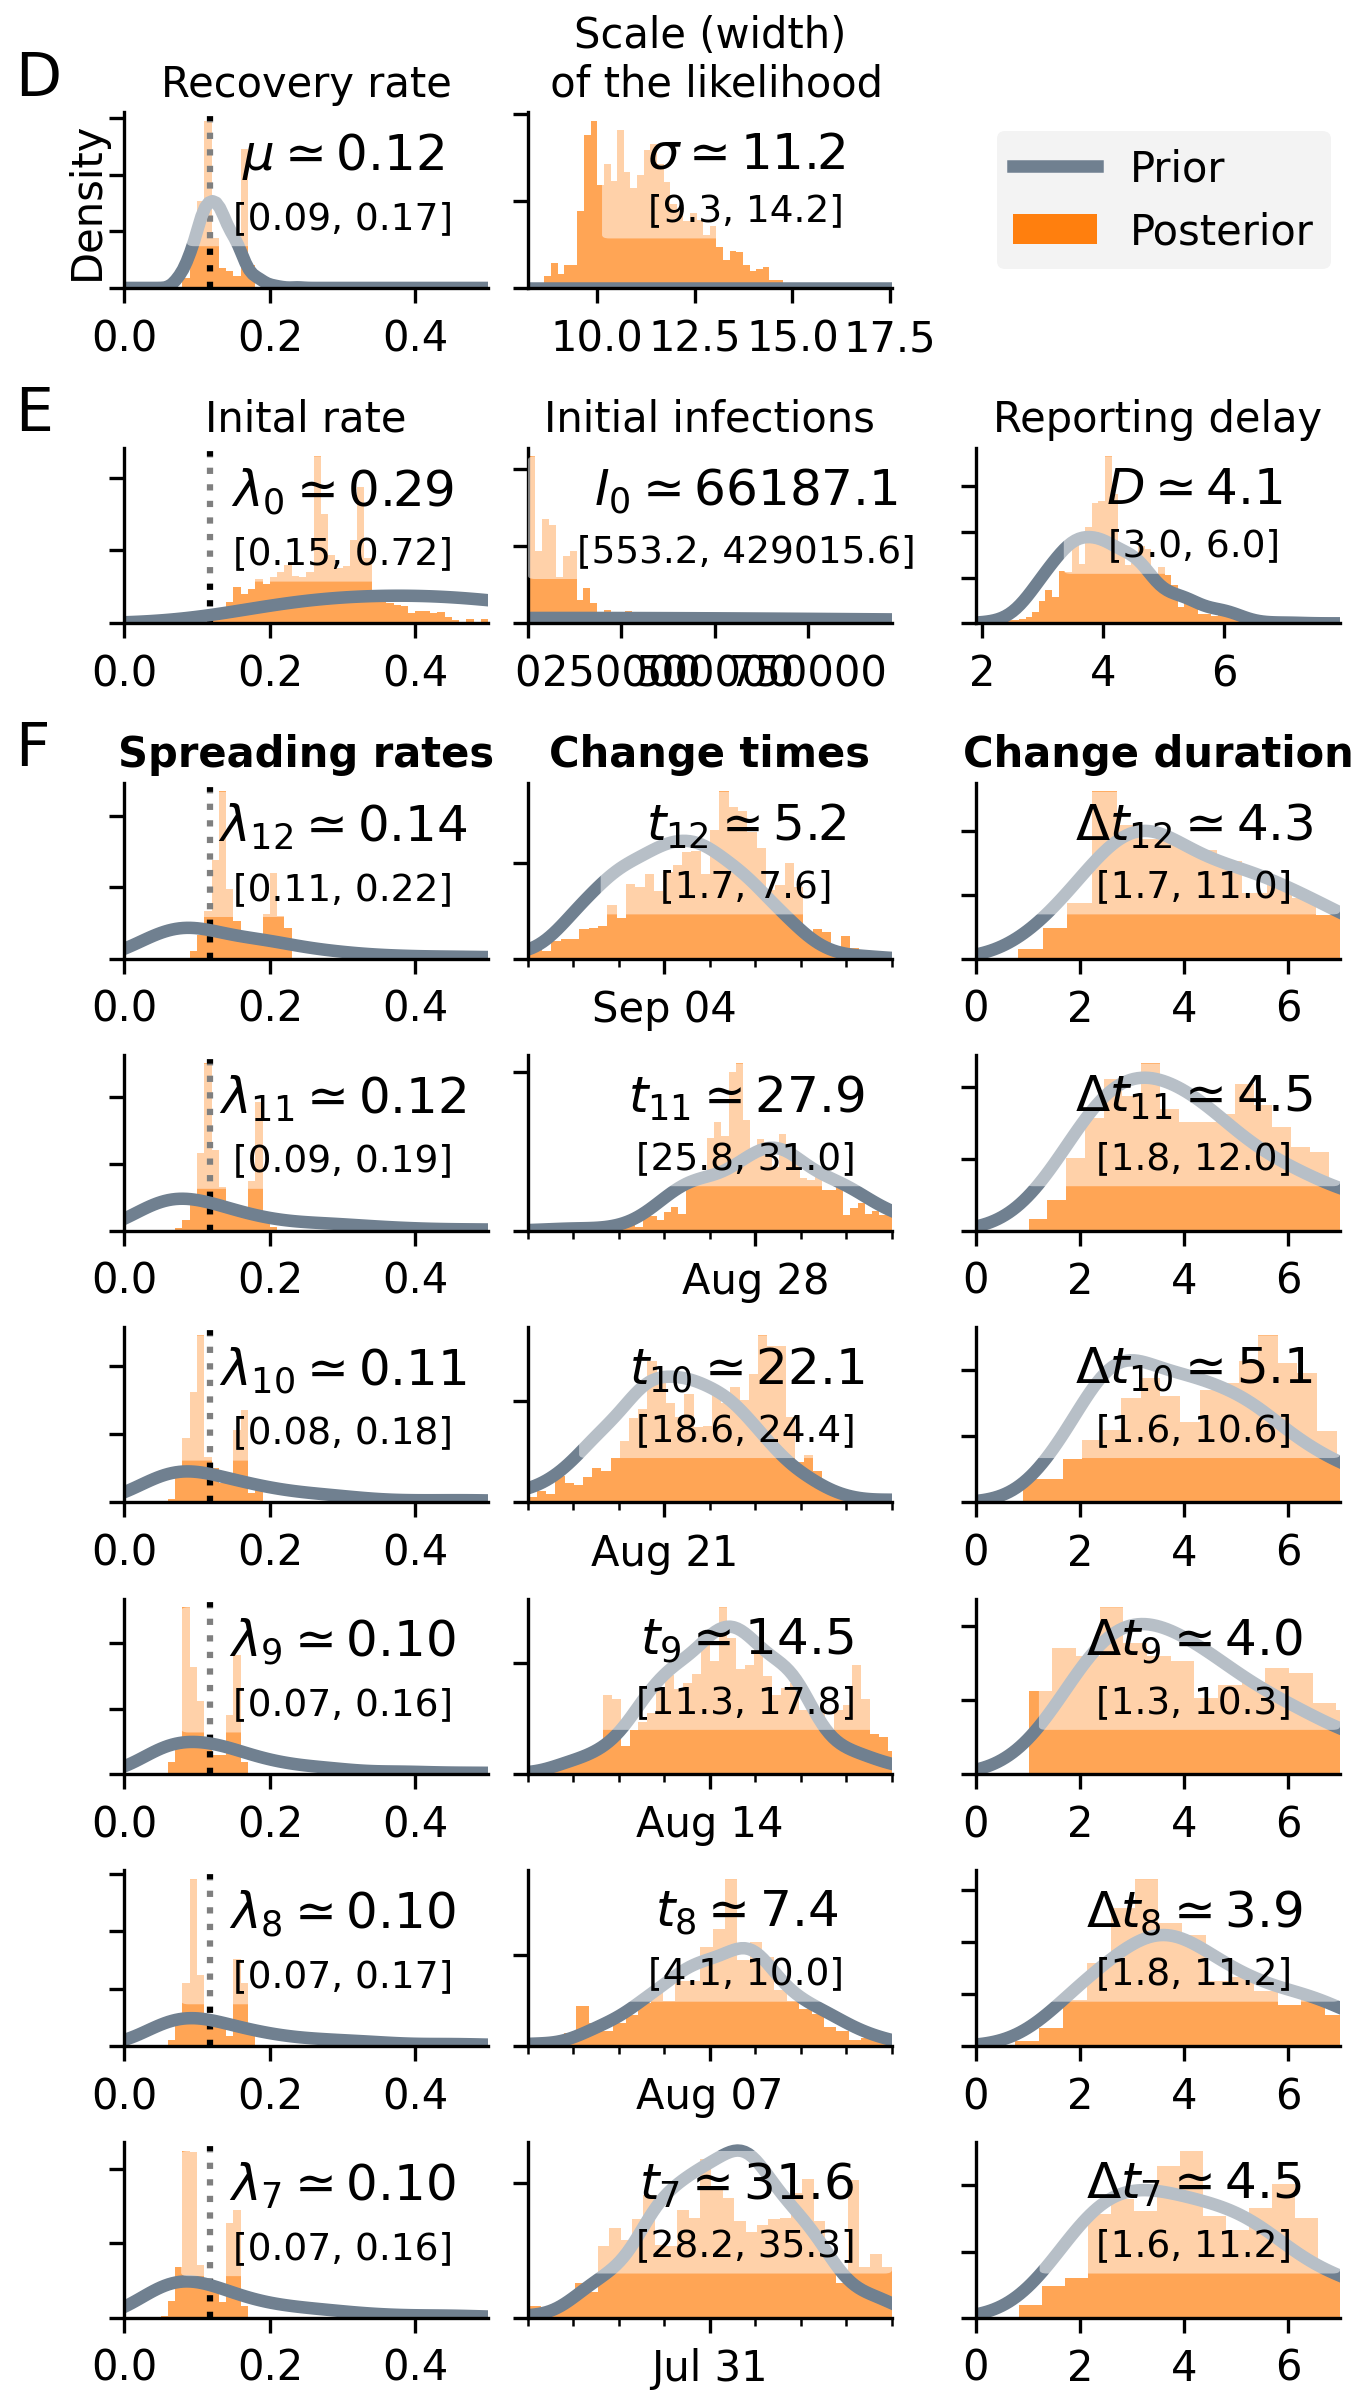 D
Recovery rate
Scale (width)
of the likelihood
Density
μ ≃ 0.12
[0.09, 0.17]
σ ≃ 11.2
[9.3, 14.2]
Prior
Posterior
0.0 0.2 0.4
10.0 12.5 15.0 17.5
E
Inital rate
Initial infections
Reporting delay
λ0 ≃ 0.29
[0.15, 0.72]
I0 ≃ 66187.1
[553.2, 429015.6]
D ≃ 4.1
[3.0, 6.0]
0.0 0.2 0.4
0 250000 500000 750000
2 4 6
F
Spreading rates
Change times
Change duration
λ12 ≃ 0.14
[0.11, 0.22]
t12 ≃ 5.2
[1.7, 7.6]
Δt12 ≃ 4.3
[1.7, 11.0]
0.0 0.2 0.4
Sep 04
0 2 4 6
λ11 ≃ 0.12
[0.09, 0.19]
t11 ≃ 27.9
[25.8, 31.0]
Δt11 ≃ 4.5
[1.8, 12.0]
0.0 0.2 0.4
Aug 28
0 2 4 6
λ10 ≃ 0.11
[0.08, 0.18]
t10 ≃ 22.1
[18.6, 24.4]
Δt10 ≃ 5.1
[1.6, 10.6]
0.0 0.2 0.4
Aug 21
0 2 4 6
λ9 ≃ 0.10
[0.07, 0.16]
t9 ≃ 14.5
[11.3, 17.8]
Δt9 ≃ 4.0
[1.3, 10.3]
0.0 0.2 0.4
Aug 14
0 2 4 6
λ8 ≃ 0.10
[0.07, 0.17]
t8 ≃ 7.4
[4.1, 10.0]
Δt8 ≃ 3.9
[1.8, 11.2]
0.0 0.2 0.4
Aug 07
0 2 4 6
λ7 ≃ 0.10
[0.07, 0.16]
t7 ≃ 31.6
[28.2, 35.3]
Δt7 ≃ 4.5
[1.6, 11.2]
0.0 0.2 0.4
Jul 31
0 2 4 6